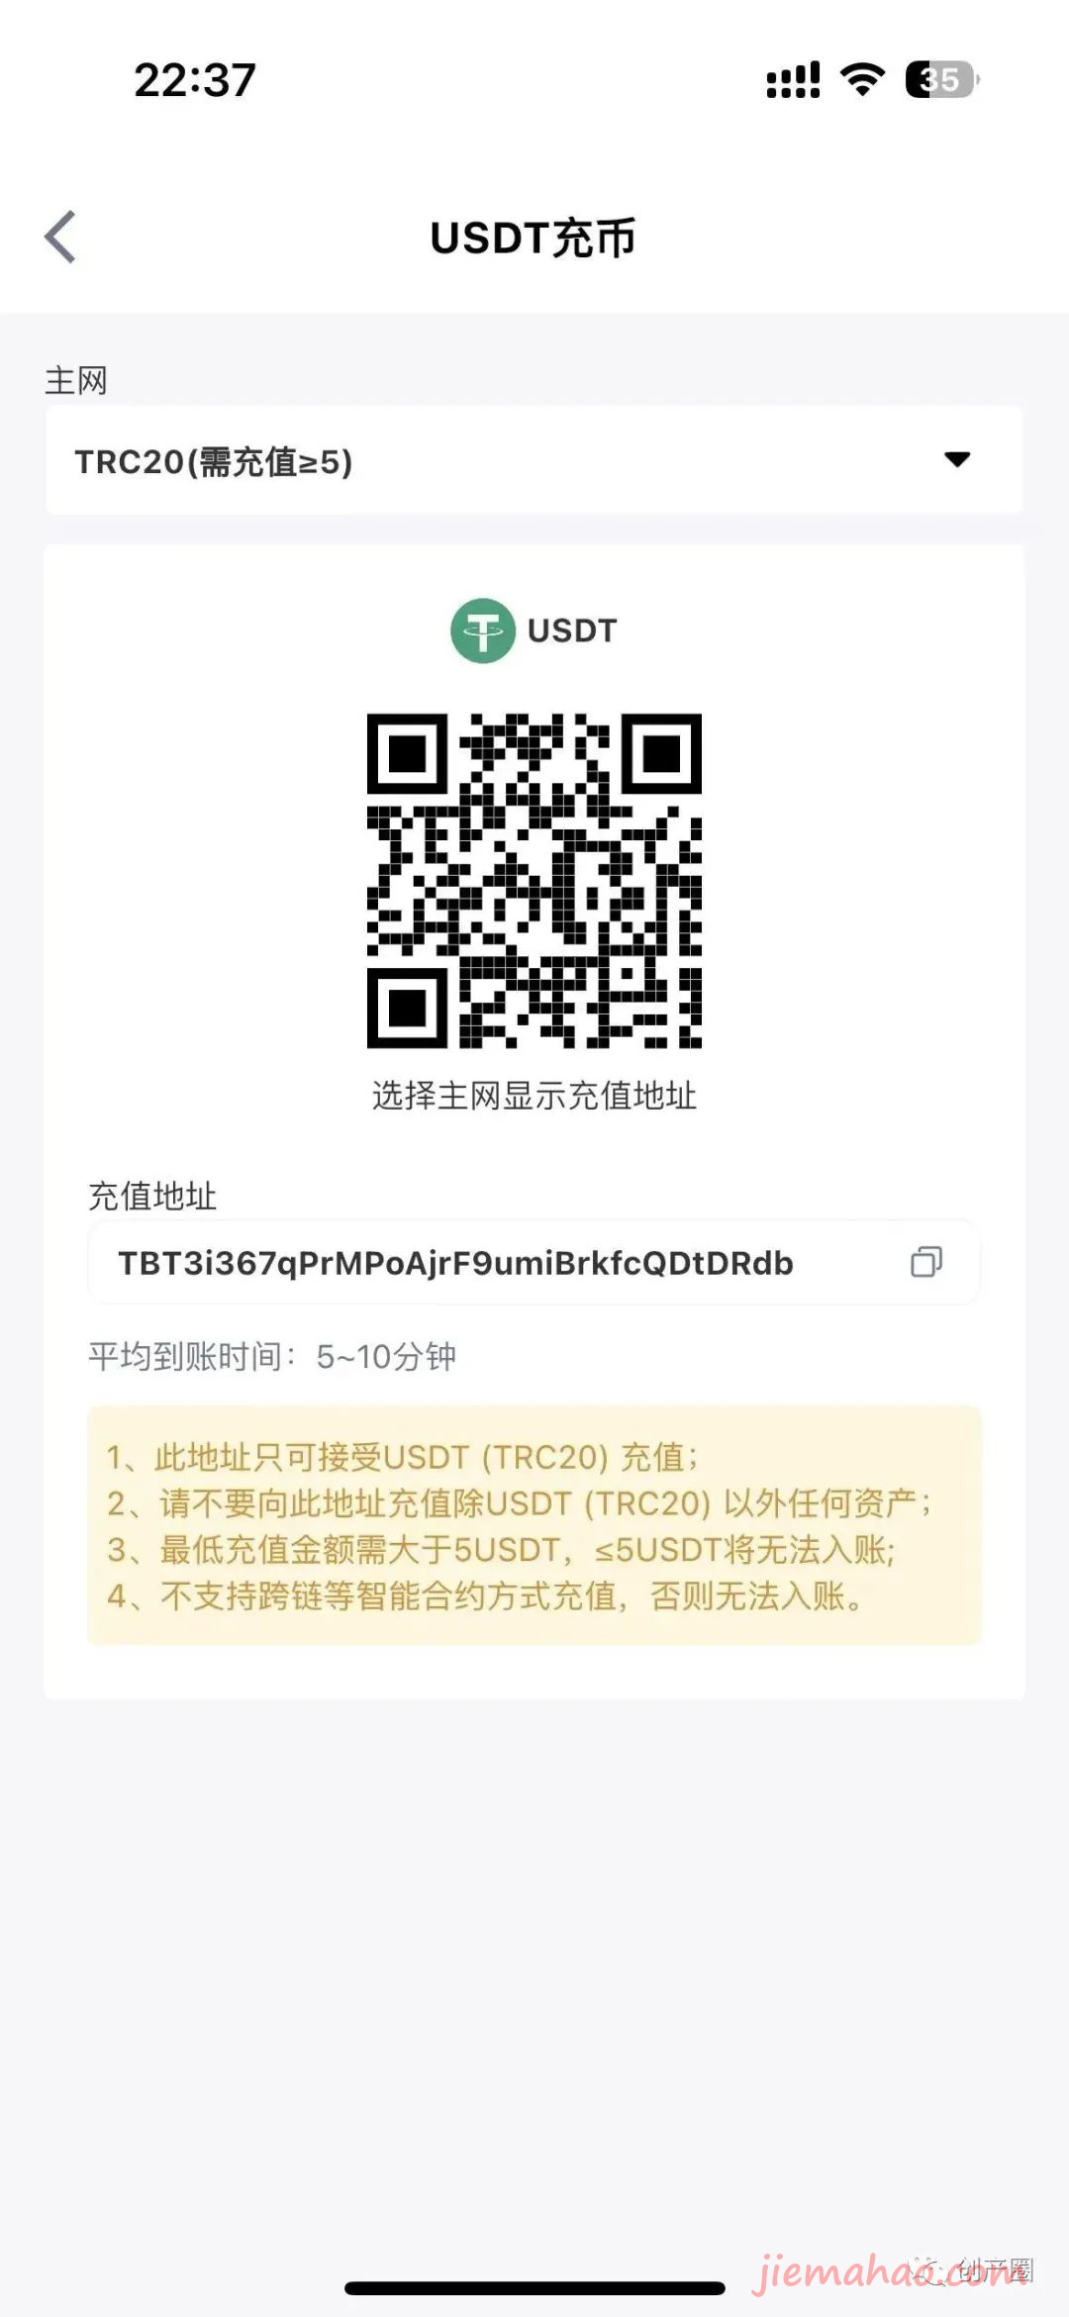 22:37
35
USDT充币
主网
TRC20(需充值≥5)
USDT
选择主网显示充值地址
充值地址
TBT3i367qPrMPoAjrF9umiBrkfcQDtDRdb
平均到账时间：5~10分钟
1、此地址只可接受USDT (TRC20) 充值；
2、请不要向此地址充值除USDT (TRC20) 以外任何资产；
3、最低充值金额需大于5USDT，≤5USDT将无法入账;
4、不支持跨链等智能合约方式充值，否则无法入账。
创产圈
jiemahao.com